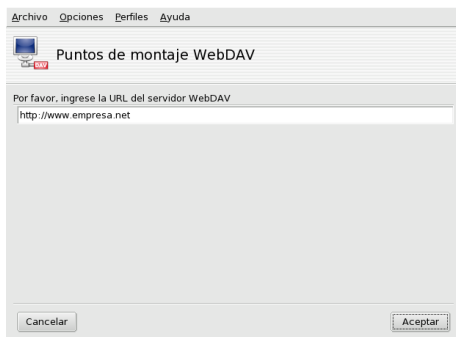 Archivo Opciones Perfiles Ayuda
DAV
Puntos de montaje WebDAV
Por favor, ingrese la URL del servidor WebDAV
http://www.empresa.net
Cancelar Aceptar